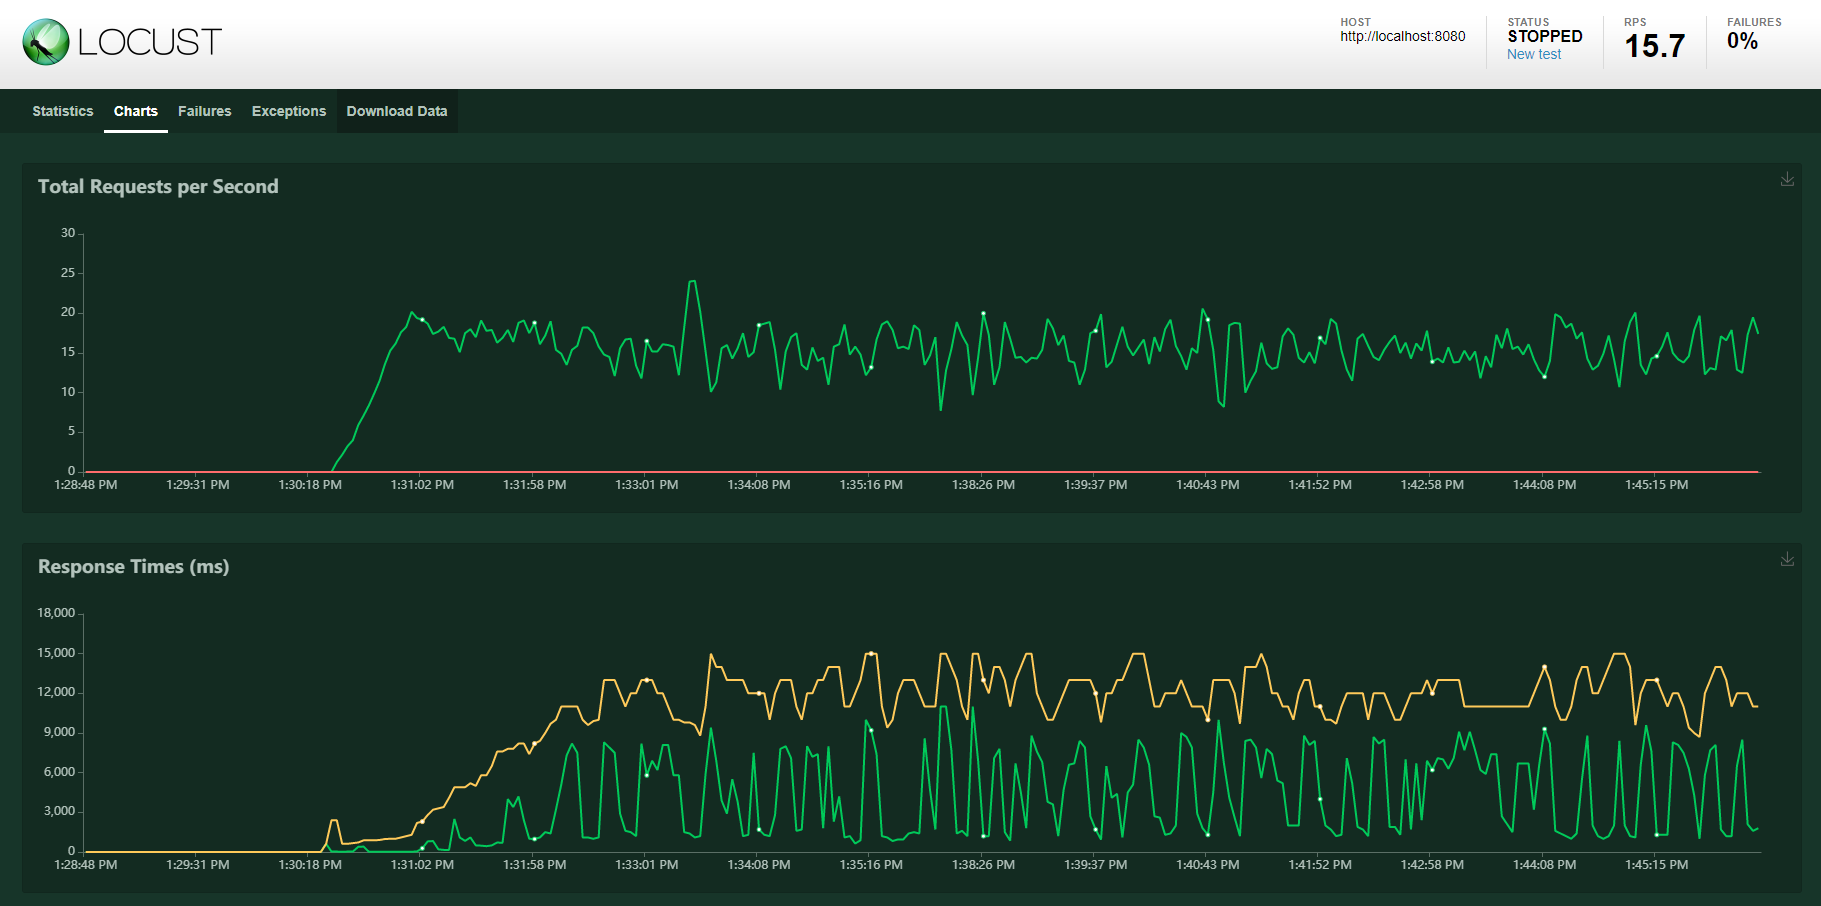 LOCUST
HOST
http://localhost:8080
STATUS
STOPPED
New test
RPS
15.7
FAILURES
0%
Statistics Charts Failures Exceptions Download Data
Total Requests per Second
30
25
20
15
10
5
0
1:28:48 PM 1:29:31 PM 1:30:18 PM 1:31:02 PM 1:31:58 PM 1:33:01 PM 1:34:08 PM 1:35:16 PM 1:38:26 PM 1:39:37 PM 1:40:43 PM 1:41:52 PM 1:42:58 PM 1:44:08 PM 1:45:15 PM
Response Times (ms)
18,000
15,000
12,000
9,000
6,000
3,000
0
1:28:48 PM 1:29:31 PM 1:30:18 PM 1:31:02 PM 1:31:58 PM 1:33:01 PM 1:34:08 PM 1:35:16 PM 1:38:26 PM 1:39:37 PM 1:40:43 PM 1:41:52 PM 1:42:58 PM 1:44:08 PM 1:45:15 PM